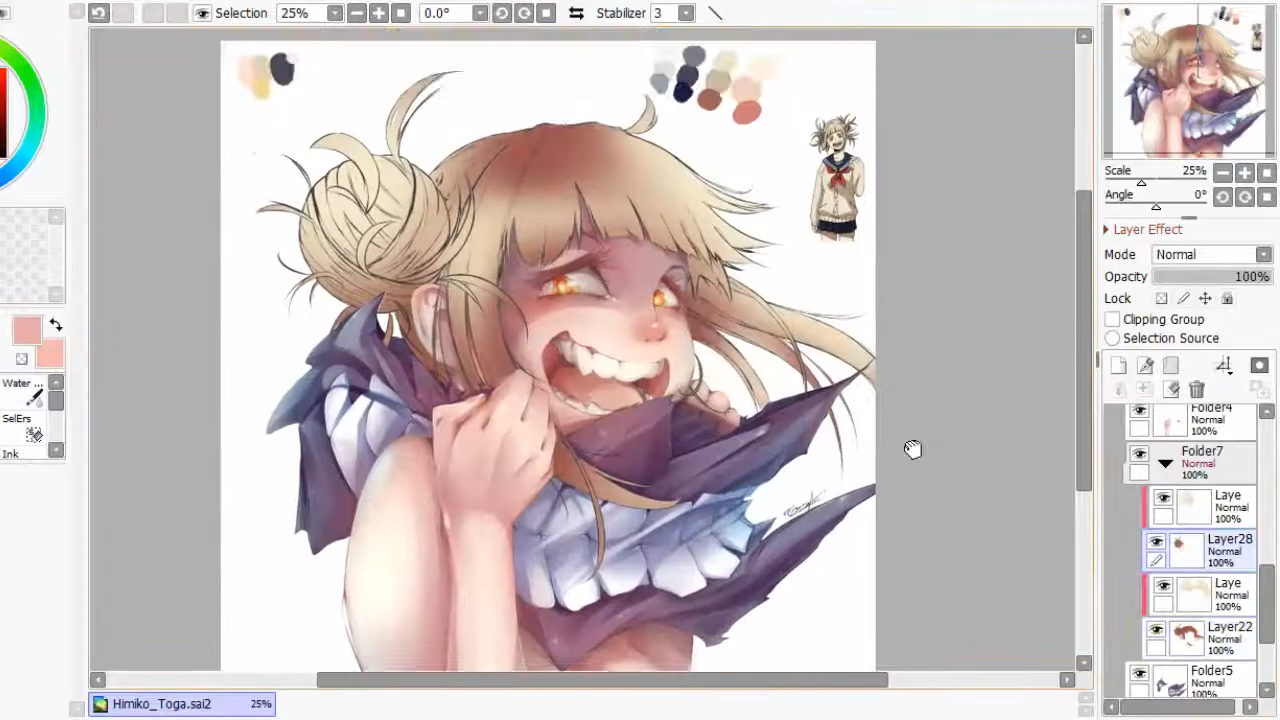 Selection 25% 0.0° Stabilizer 3
Scale 25%
Angle 0°
Layer Effect
Mode Normal
Opacity 100%
Lock
Clipping Group
Selection Source
Water ...
SelErs
Ink
Folder4
Normal
100%
Folder7
Normal
100%
Laye
Normal
100%
Layer28
Normal
100%
Laye
Normal
100%
Layer22
Normal
100%
Folder5
Normal
100%
Himiko_Toga.sai2 25%